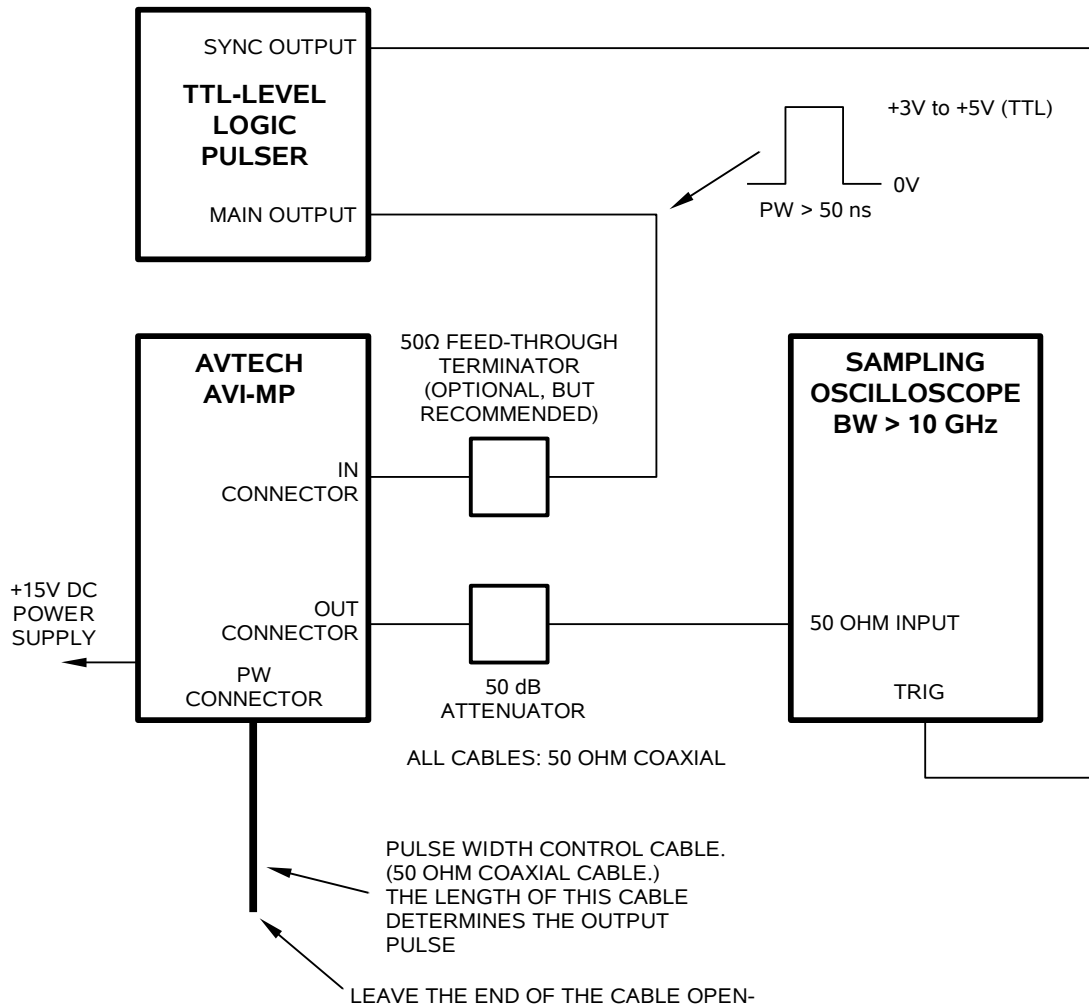 SYNC OUTPUT
TTL-LEVEL
LOGIC
PULSER
MAIN OUTPUT
+3V to +5V (TTL)
0V
PW > 50 ns
AVTECH
AVI-MP
50Ω FEED-THROUGH
TERMINATOR
(OPTIONAL, BUT
RECOMMENDED)
SAMPLING
OSCILLOSCOPE
BW > 10 GHz
IN
CONNECTOR
+15V DC
POWER
SUPPLY
OUT
CONNECTOR
50 OHM INPUT
PW
CONNECTOR
50 dB
ATTENUATOR
TRIG
ALL CABLES: 50 OHM COAXIAL
PULSE WIDTH CONTROL CABLE.
(50 OHM COAXIAL CABLE.)
THE LENGTH OF THIS CABLE
DETERMINES THE OUTPUT
PULSE
LEAVE THE END OF THE CABLE OPEN-